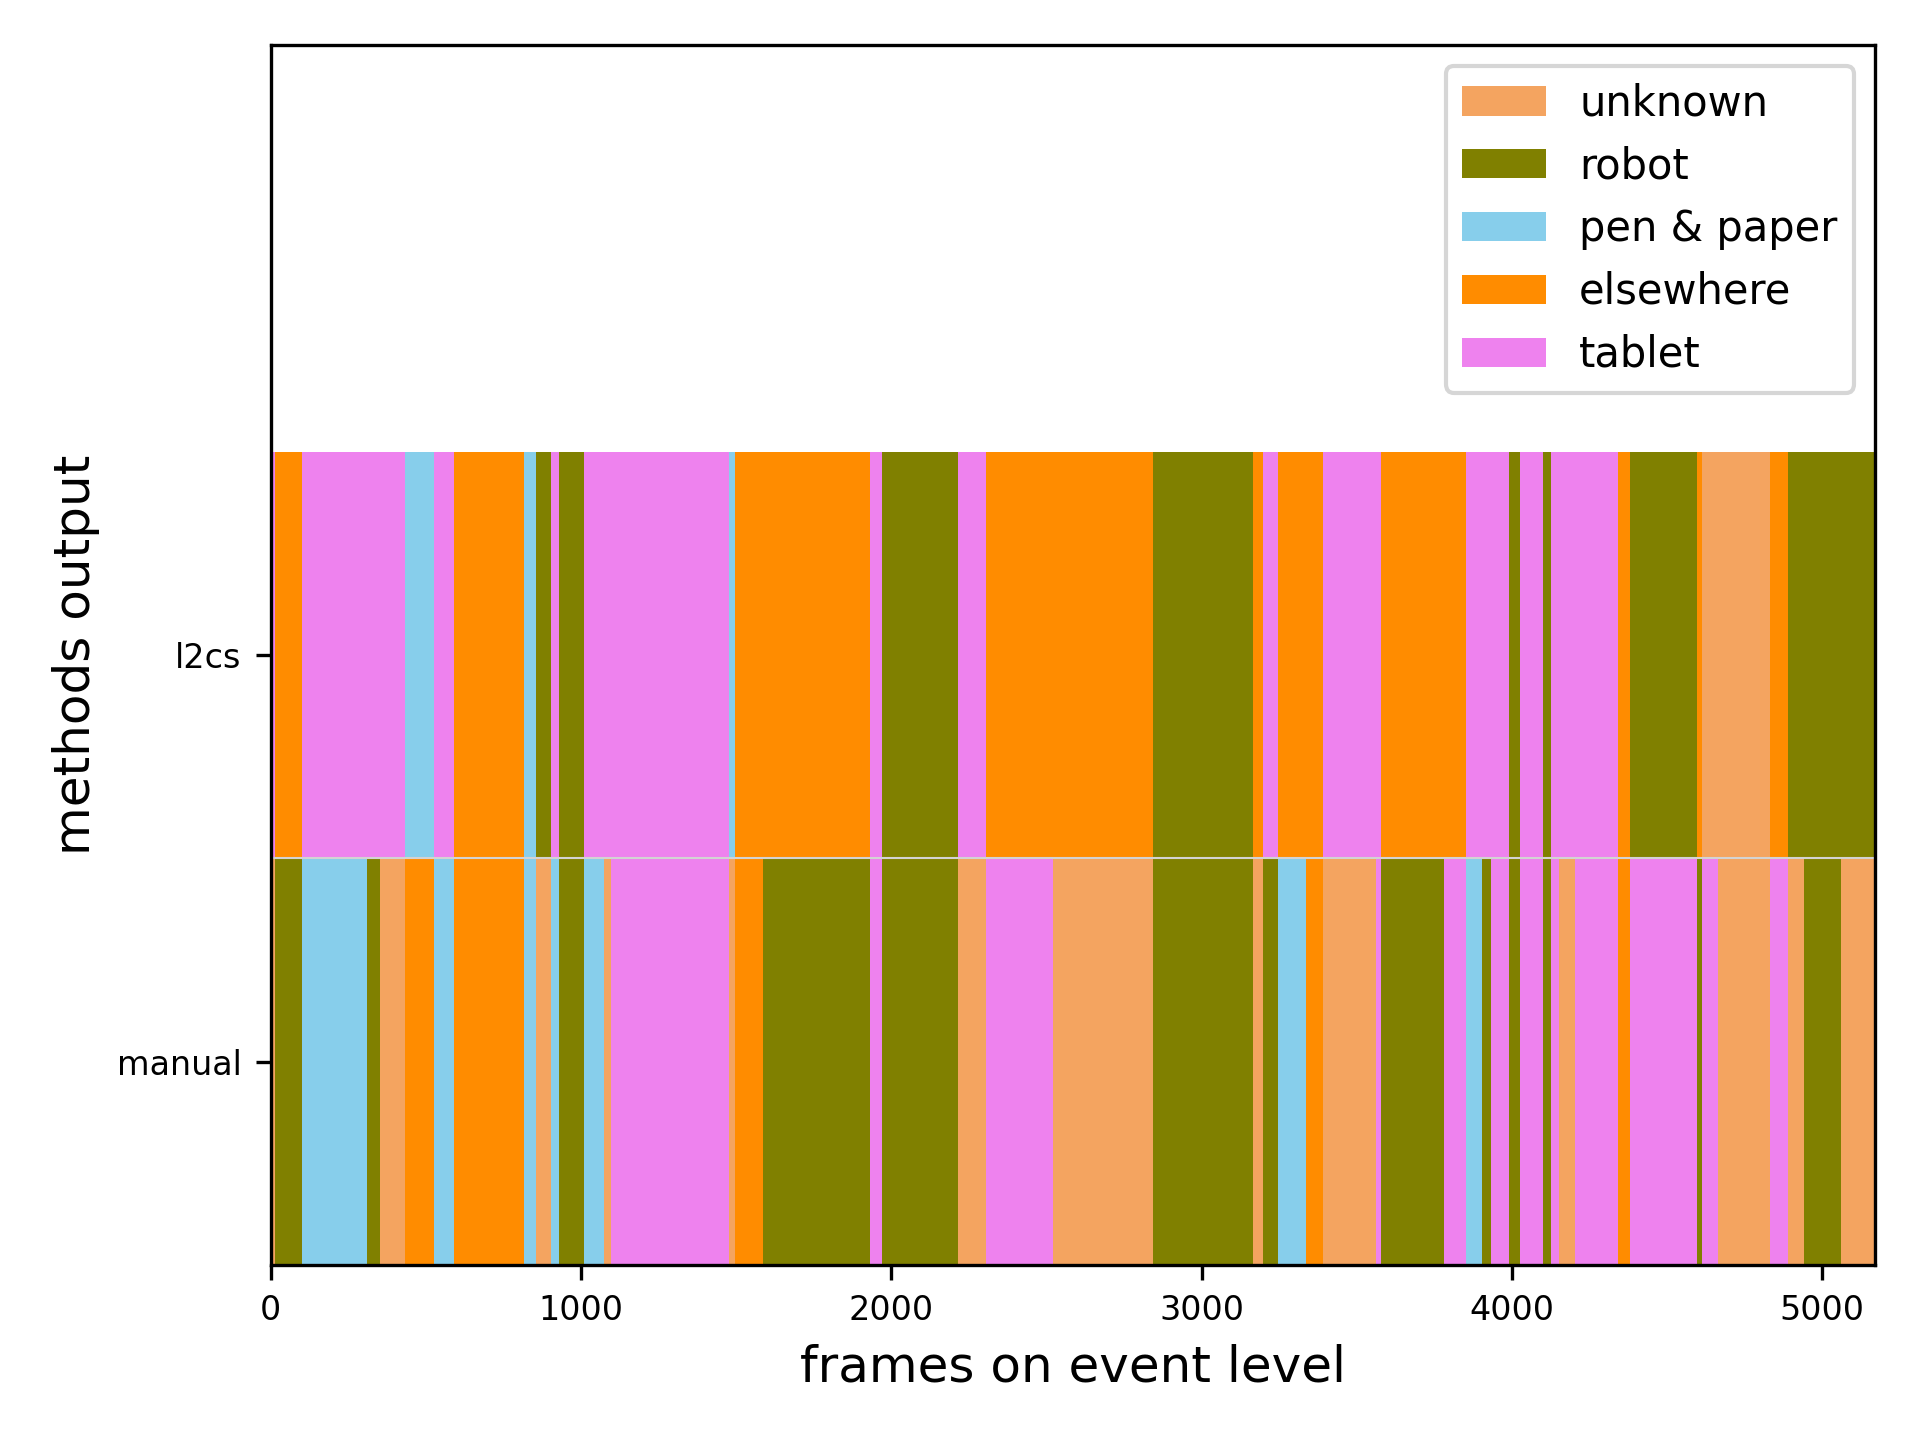 unknown
robot
pen & paper
elsewhere
tablet
methods output
l2cs
manual
0 1000 2000 3000 4000 5000
frames on event level